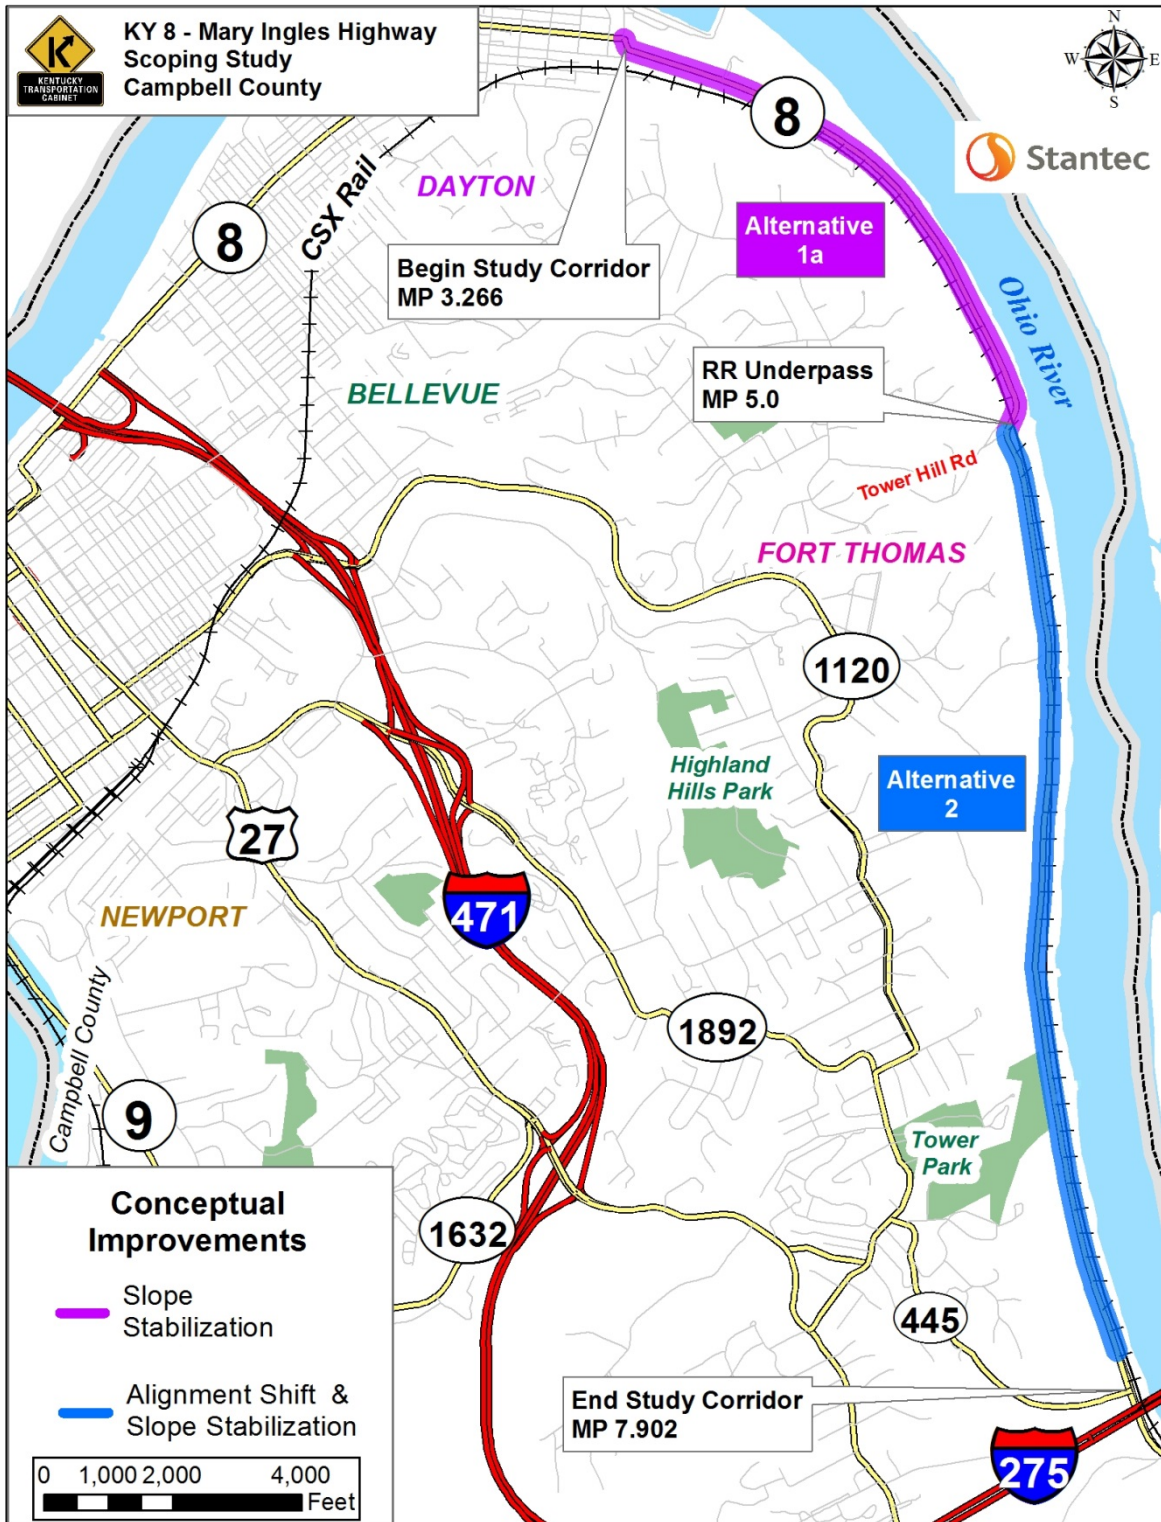 KY 8 - Mary Ingles Highway
Scoping Study
Campbell County
KENTUCKY
TRANSPORTATION
CABINET
N
W
E
S
8
Stantec
DAYTON
CSX Rail
8
Alternative
1a
Begin Study Corridor
MP 3.266
Ohio River
RR Underpass
MP 5.0
BELLEVUE
Tower Hill Rd
FORT THOMAS
1120
Highland
Hills Park
Alternative
2
27
471
NEWPORT
1892
Campbell County
9
Tower
Park
1632
445
End Study Corridor
MP 7.902
275
Conceptual
Improvements
Slope
Stabilization
Alignment Shift &
Slope Stabilization
0 1,000 2,000 4,000
Feet